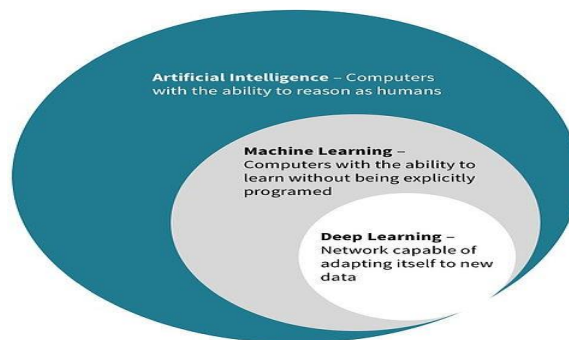 Artificial Intelligence – Computers
with the ability to reason as humans
Machine Learning –
Computers with the ability to
learn without being explicitly
programed
Deep Learning –
Network capable of
adapting itself to new
data